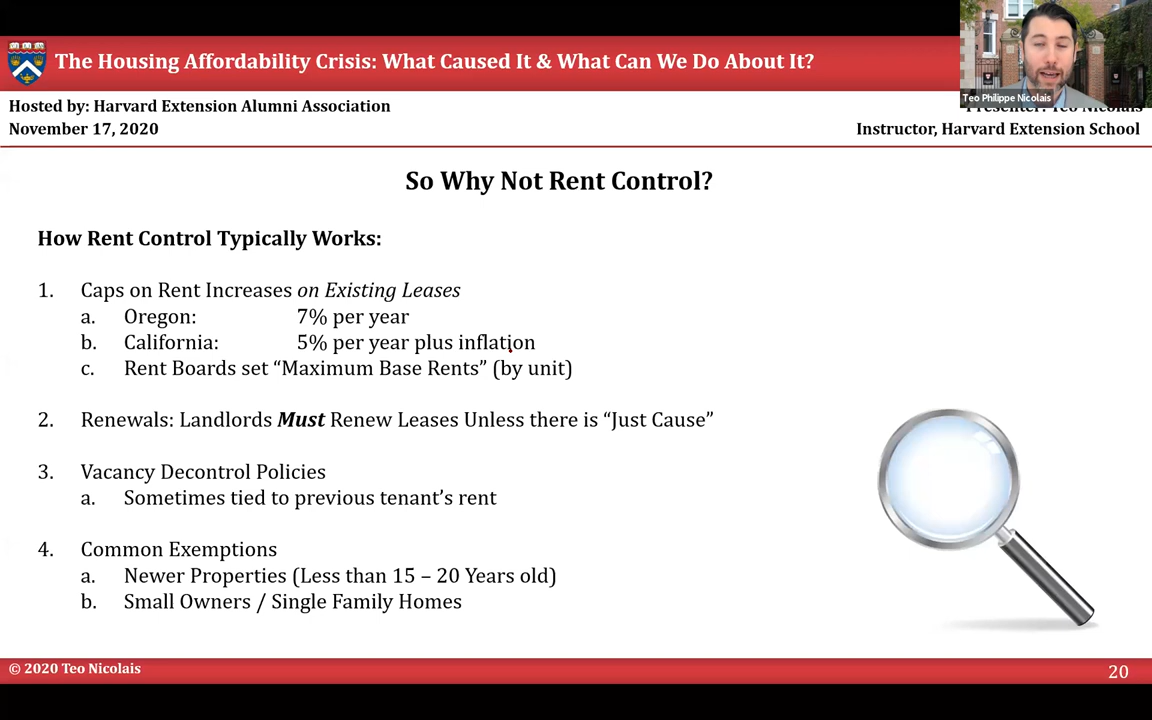 The Housing Affordability Crisis: What Caused It & What Can We Do About It?
Teo Philippe Nicolais
Hosted by: Harvard Extension Alumni Association
Presenter: Teo Nicolais
November 17, 2020
Instructor, Harvard Extension School
So Why Not Rent Control?
How Rent Control Typically Works:
1. Caps on Rent Increases on Existing Leases
a. Oregon: 7% per year
b. California: 5% per year plus inflation
c. Rent Boards set “Maximum Base Rents” (by unit)
2. Renewals: Landlords Must Renew Leases Unless there is “Just Cause”
3. Vacancy Decontrol Policies
a. Sometimes tied to previous tenant’s rent
4. Common Exemptions
a. Newer Properties (Less than 15 – 20 Years old)
b. Small Owners / Single Family Homes
© 2020 Teo Nicolais
20